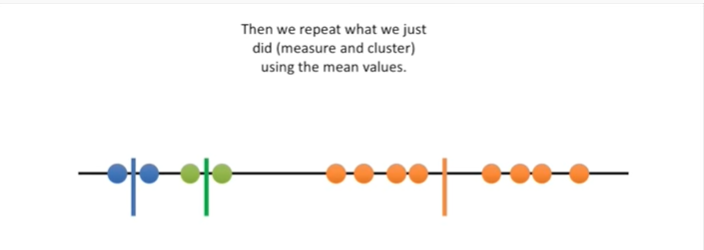 Then we repeat what we just
did (measure and cluster)
using the mean values.